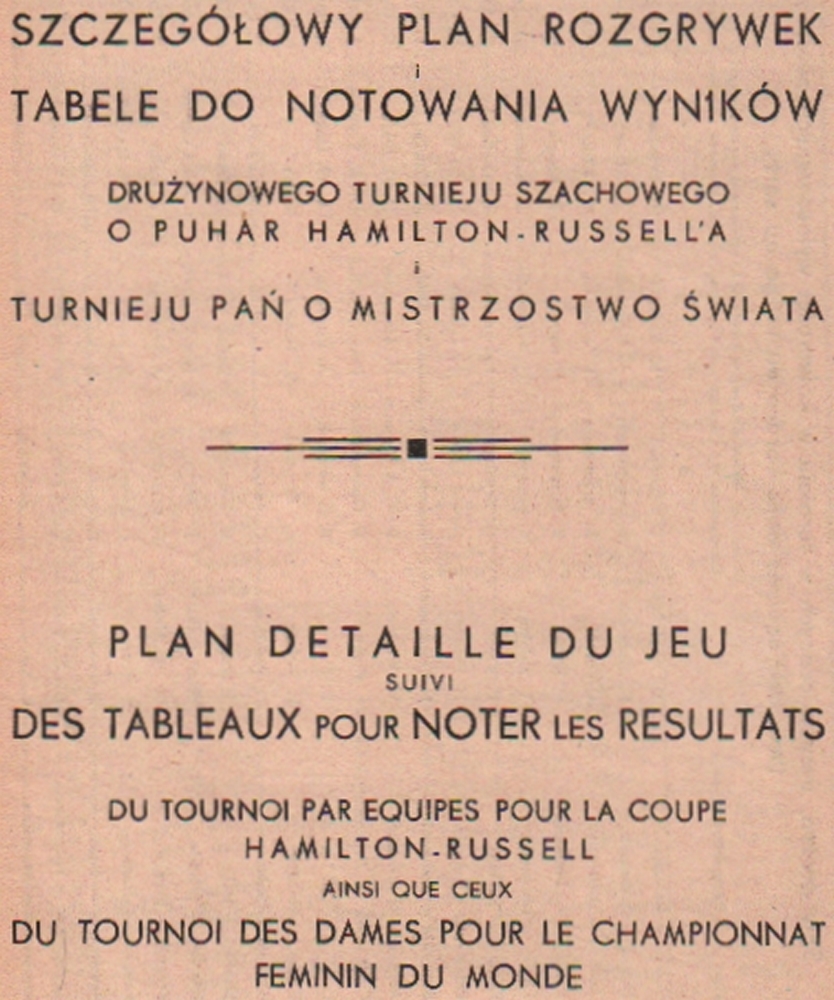 SZCZEGÓŁOWY PLAN ROZGRYWEK
i
TABELE DO NOTOWANIA WYNIKÓW
DRUŻYNOWEGO TURNIEJU SZACHOWEGO
O PUHAR HAMILTON-RUSSELL'A
i
TURNIEJU PAŃ O MISTRZOSTWO ŚWIATA
PLAN DETAILLE DU JEU
SUIVI
DES TABLEAUX POUR NOTER LES RESULTATS
DU TOURNOI PAR EQUIPES POUR LA COUPE
HAMILTON-RUSSELL
AINSI QUE CEUX
DU TOURNOI DES DAMES POUR LE CHAMPIONNAT
FEMININ DU MONDE